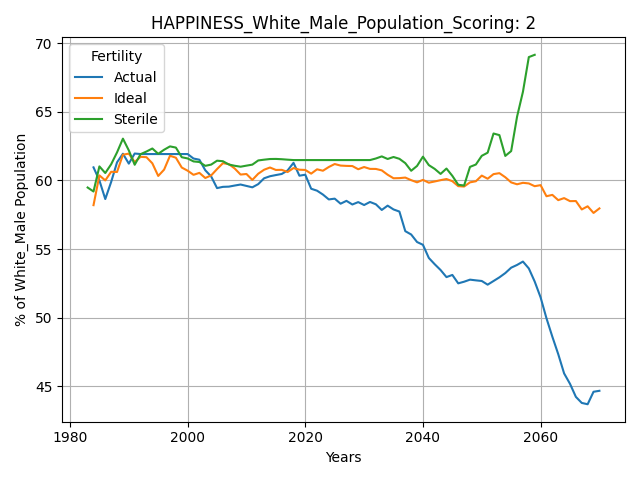 HAPPINESS_White_Male_Population_Scoring: 2
Fertility
Actual
Ideal
Sterile
% of White_Male Population
70
65
60
55
50
45
1980
2000
2020
2040
2060
Years